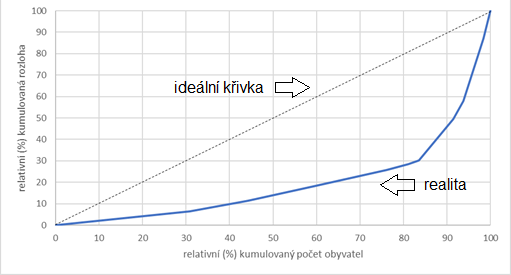 100
90
80
70
60
50
40
30
20
10
0
relativní (%) kumulovaná rozloha
ideální křivka
realita
0 10 20 30 40 50 60 70 80 90 100
relativní (%) kumulovaný počet obyvatel